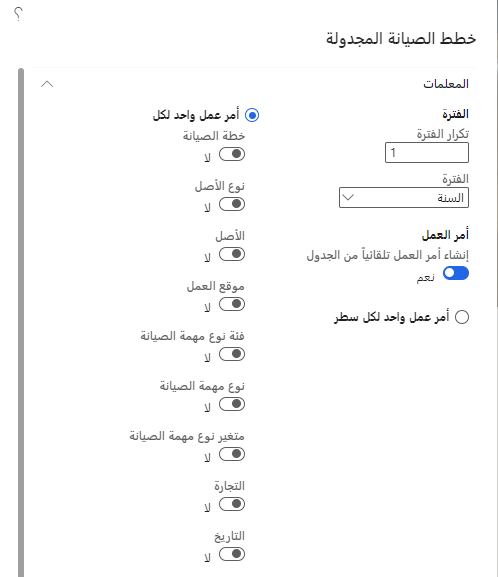 ؟
خطط الصيانة المجدولة
المعلمات
الفترة
تكرار الفترة
1
الفترة
السنة
أمر العمل
إنشاء أمر العمل تلقائياً من الجدول
نعم
أمر عمل واحد لكل سطر
أمر عمل واحد لكل
خطة الصيانة
لا
نوع الأصل
لا
الأصل
لا
موقع العمل
لا
فئة نوع مهمة الصيانة
لا
نوع مهمة الصيانة
لا
متغير نوع مهمة الصيانة
لا
التجارة
لا
التاريخ
لا